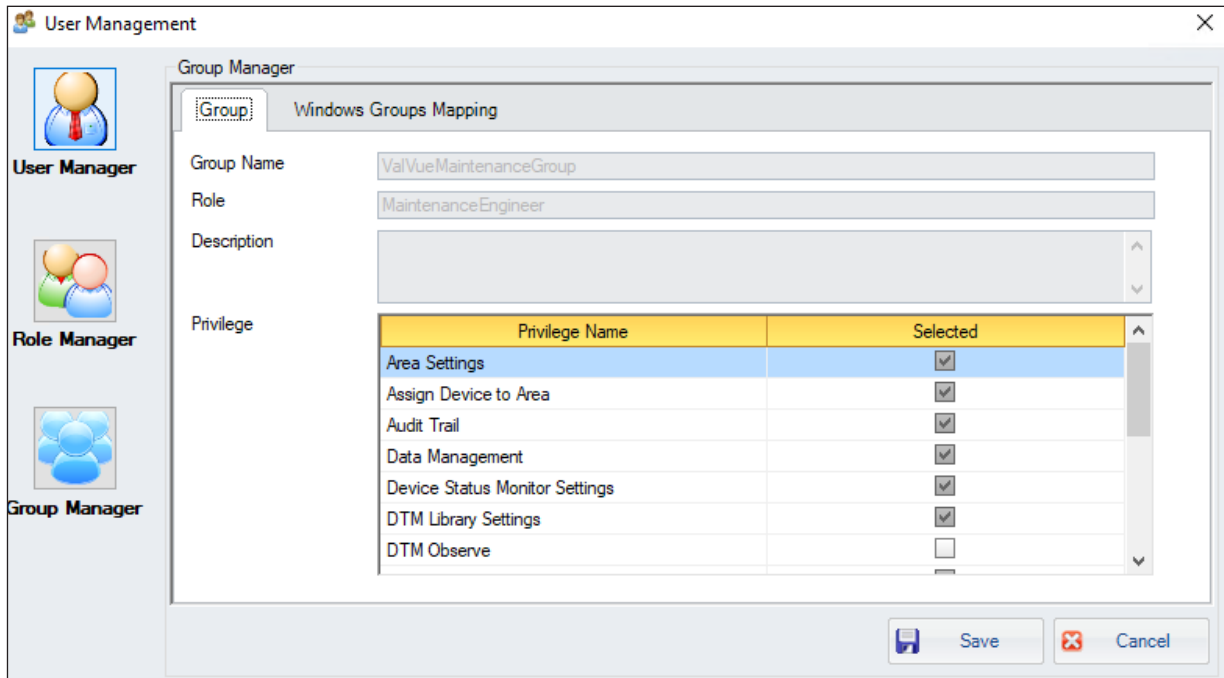 User Management
Group Manager
Group
Windows Groups Mapping
User Manager
Group Name
ValVueMaintenanceGroup
Role
MaintenanceEngineer
Description
Role Manager
Privilege
Privilege Name
Selected
Area Settings
Assign Device to Area
Audit Trail
Data Management
Device Status Monitor Settings
DTM Library Settings
DTM Observe
Group Manager
Save
Cancel